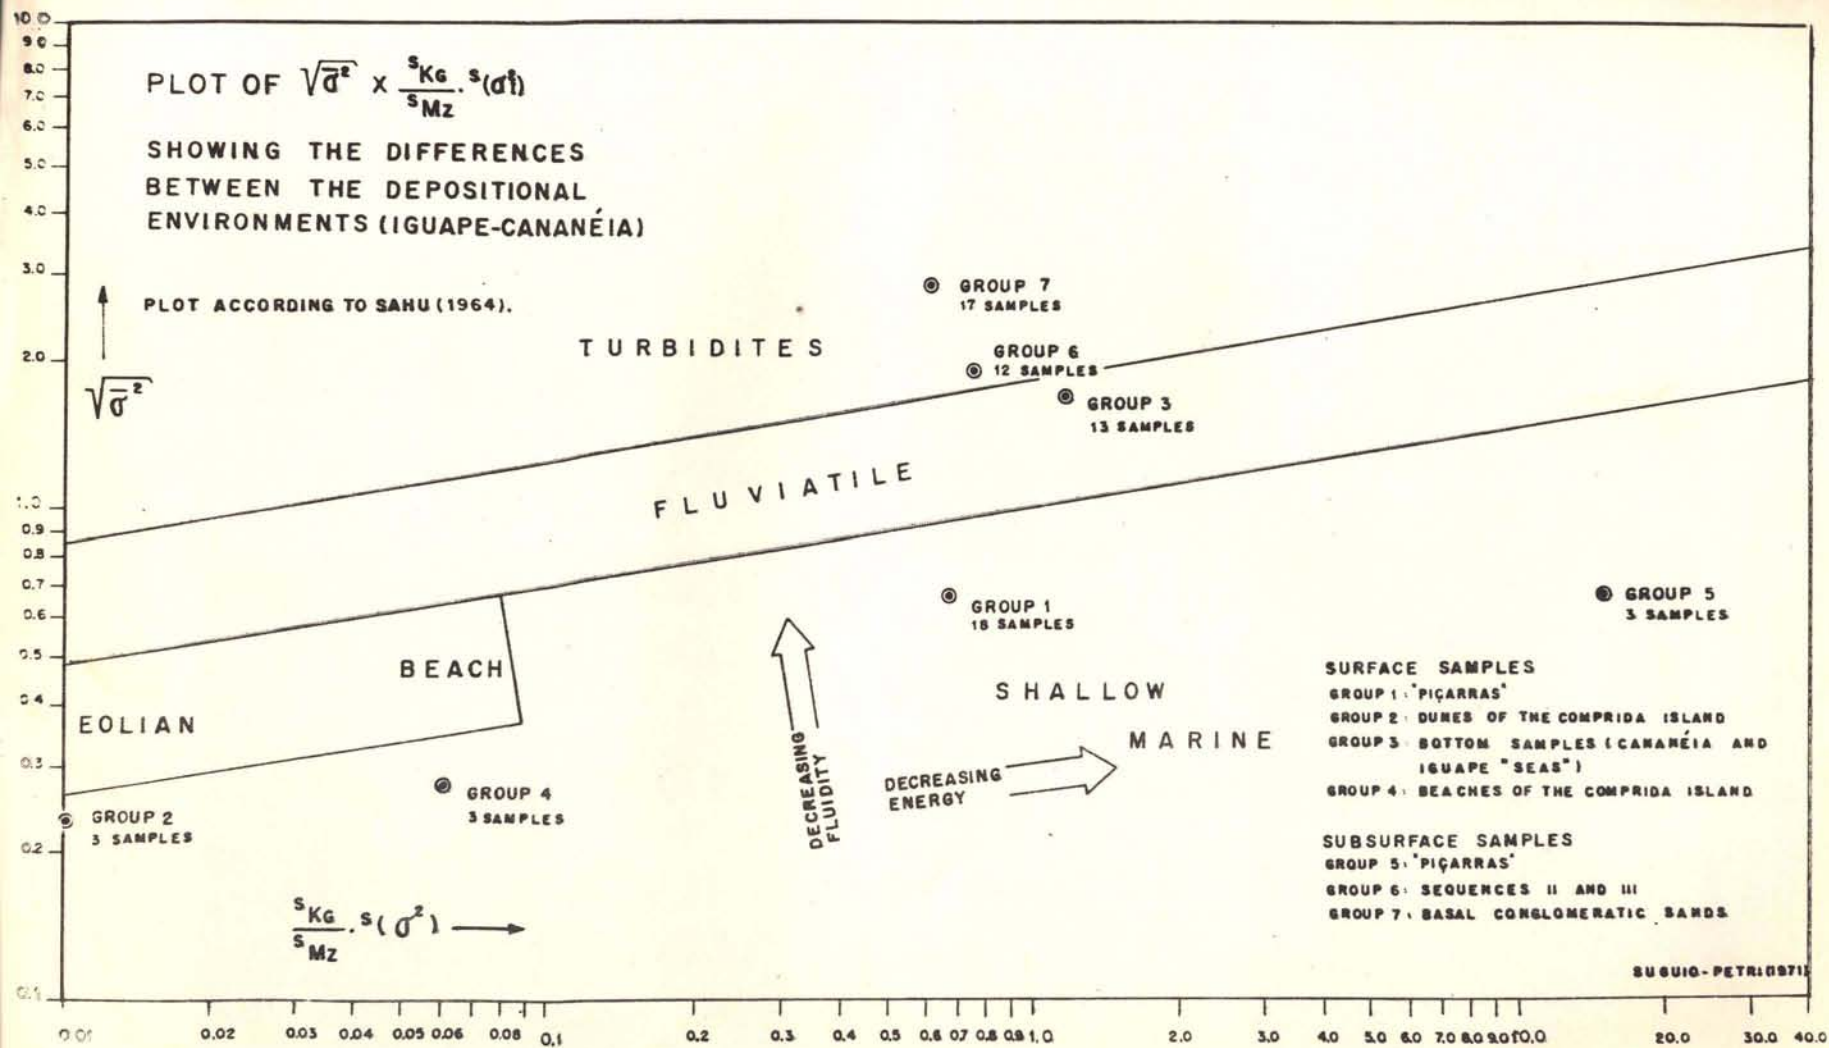 PLOT OF √σ̄² x sKG/sMz . s(σ²i)
SHOWING THE DIFFERENCES
BETWEEN THE DEPOSITIONAL
ENVIRONMENTS (IGUAPE-CANANÉIA)
PLOT ACCORDING TO SAHU (1964).
√σ̄²
10.0
9.0
8.0
7.0
6.0
5.0
4.0
3.0
2.0
1.0
0.9
0.8
0.7
0.6
0.5
0.4
0.3
0.2
0.1
TURBIDITES
GROUP 7
17 SAMPLES
GROUP 6
12 SAMPLES
GROUP 3
13 SAMPLES
FLUVIATILE
GROUP 1
18 SAMPLES
GROUP 5
3 SAMPLES
BEACH
EOLIAN
SHALLOW
MARINE
DECREASING
FLUIDITY
DECREASING
ENERGY
GROUP 4
3 SAMPLES
GROUP 2
3 SAMPLES
SURFACE SAMPLES
GROUP 1: "PIÇARRAS"
GROUP 2: DUNES OF THE COMPRIDA ISLAND
GROUP 3 BOTTOM SAMPLES (CANANÉIA AND
IGUAPE "SEAS")
GROUP 4: BEACHES OF THE COMPRIDA ISLAND
SUBSURFACE SAMPLES
GROUP 5: "PIÇARRAS"
GROUP 6: SEQUENCES II AND III
GROUP 7: BASAL CONGLOMERATIC SANDS
SUGUIO-PETRI(1971)
sKG/sMz . s(σ²)
0.01 0.02 0.03 0.04 0.05 0.06 0.08 0.1 0.2 0.3 0.4 0.5 0.6 0.7 0.8 0.9 1.0 2.0 3.0 4.0 5.0 6.0 7.0 8.0 9.0 10.0 20.0 30.0 40.0